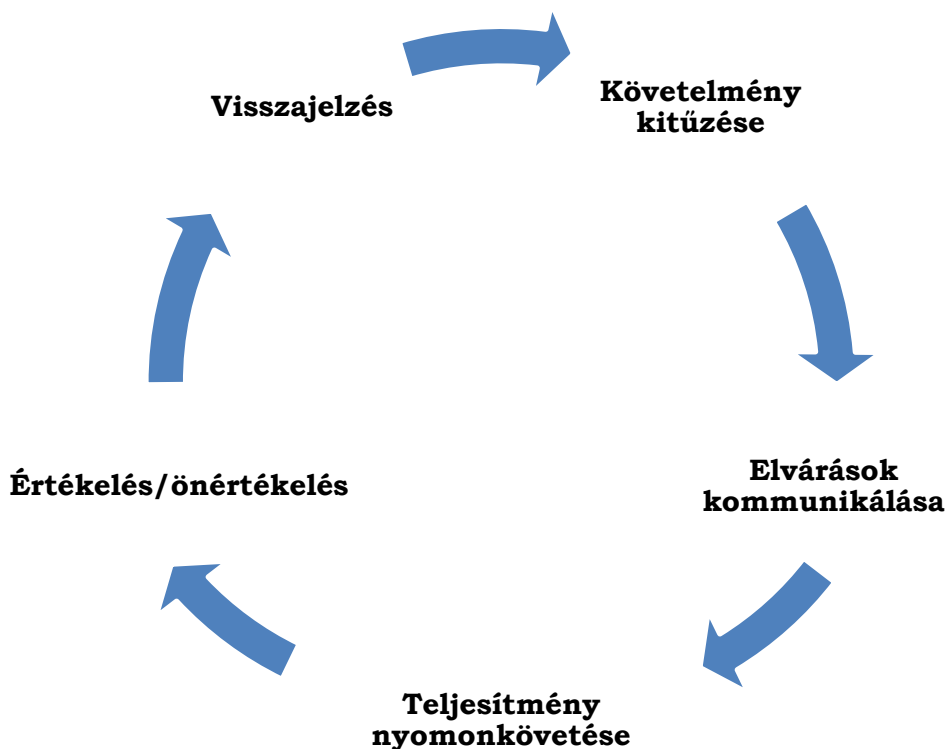 Visszajelzés
Követelmény
kitűzése
Elvárások
kommunikálása
Teljesítmény
nyomonkövetése
Értékelés/önértékelés